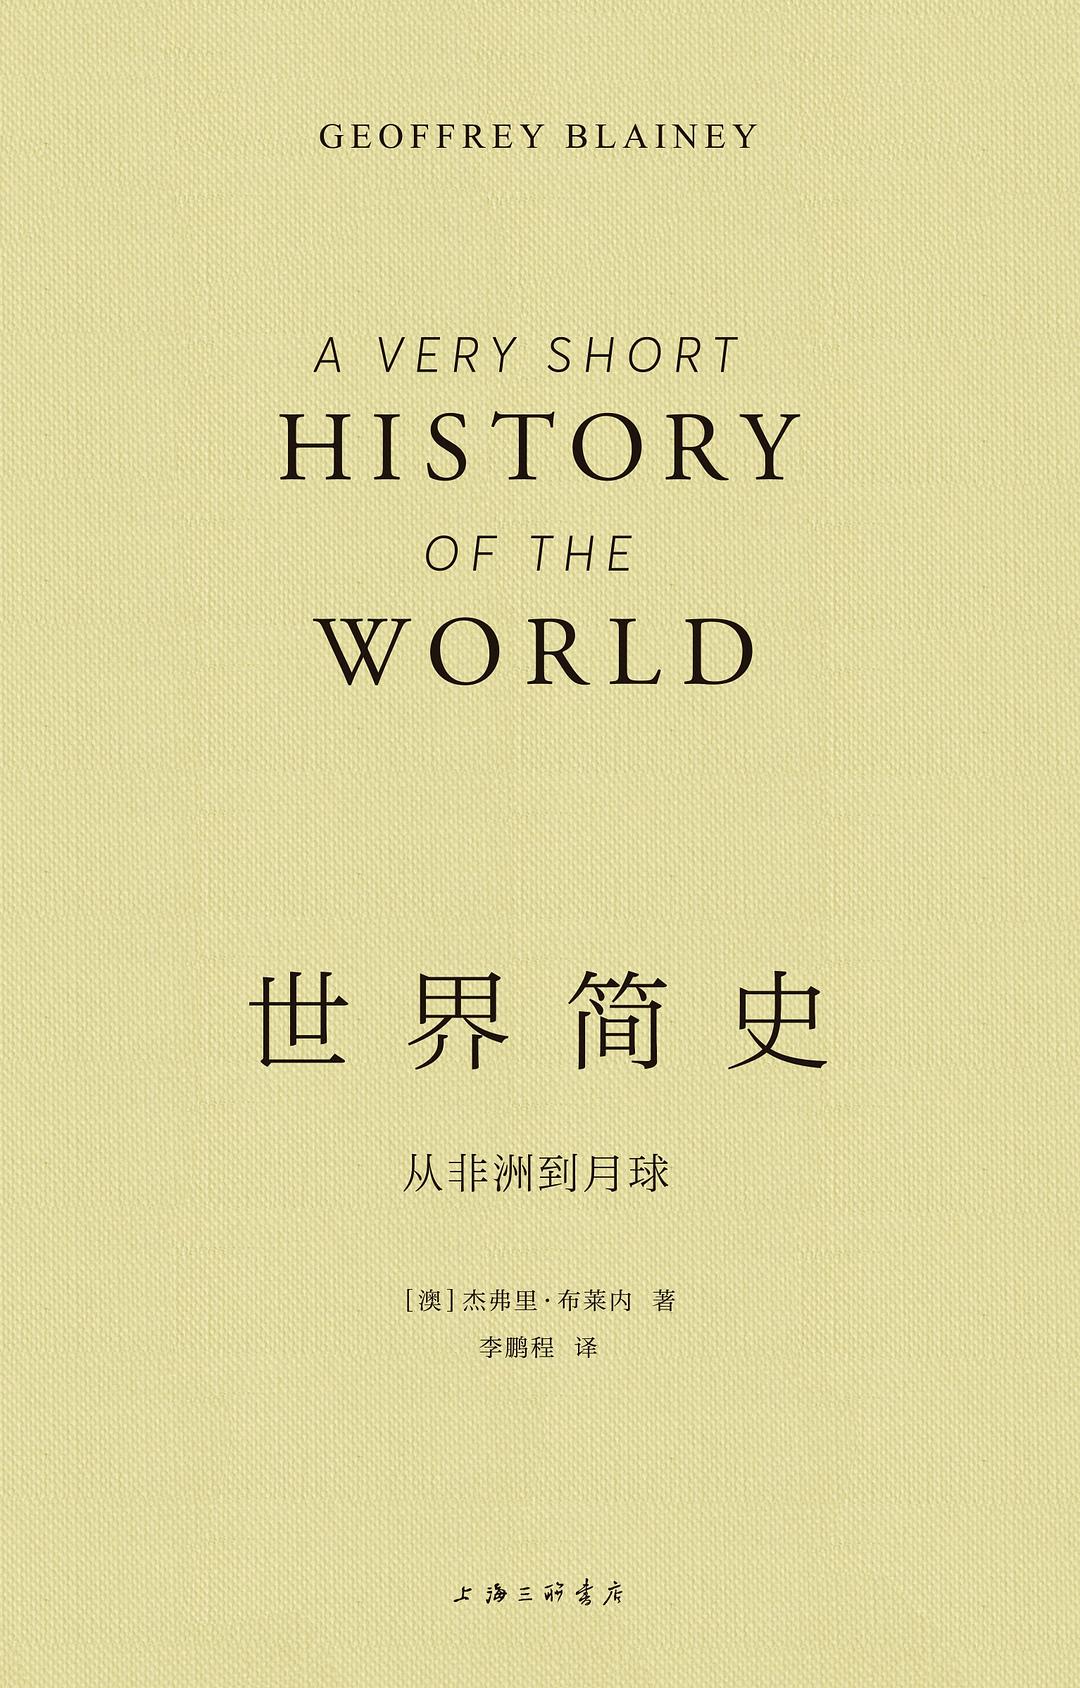 GEOFFREY BLAINEY
A VERY SHORT
HISTORY
OF THE
WORLD
世界简史
从非洲到月球
[澳]杰弗里·布莱内 著
李鹏程 译
上海三联书店